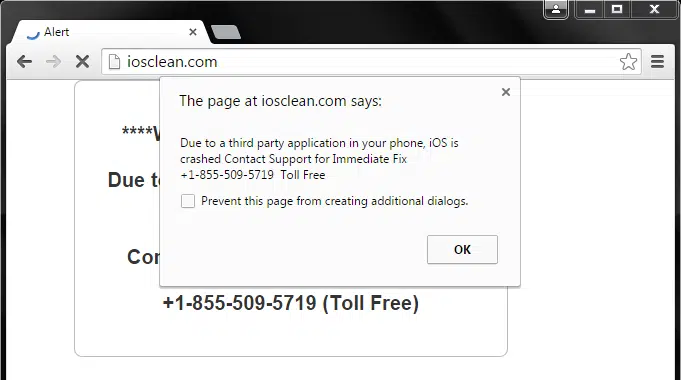 Alert
iosclean.com
The page at iosclean.com says:
****
Due to a third party application in your phone, iOS is
crashed Contact Support for Immediate Fix
+1-855-509-5719 Toll Free
Due to
Prevent this page from creating additional dialogs.
OK
+1-855-509-5719 (Toll Free)